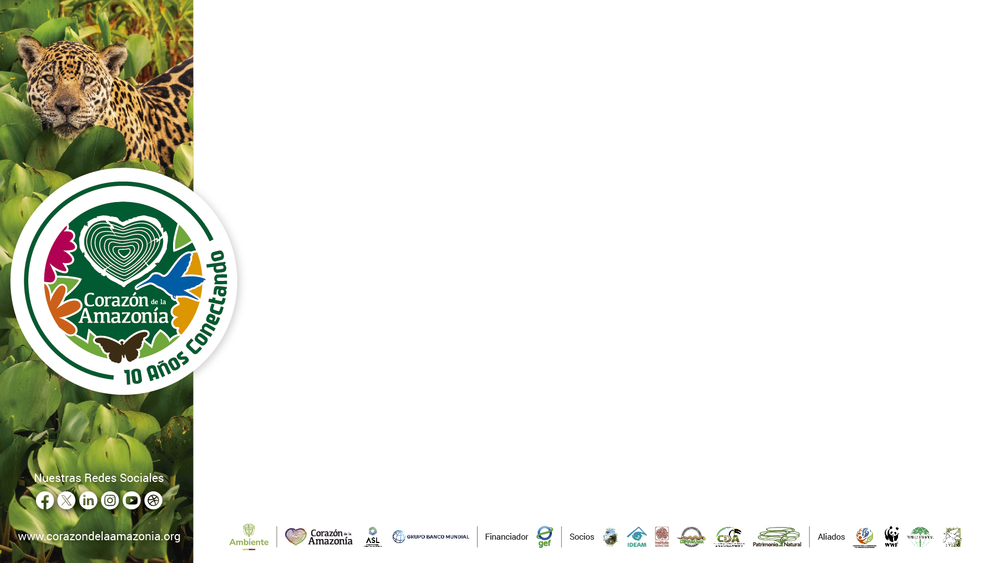 Corazón de la
Amazonía
10 Años Conectando
Nuestras Redes Sociales
www.corazondelaamazonia.org
Ambiente
Corazón de la
Amazonía
ASL
GRUPO BANCO MUNDIAL
Financiador
gef
Socios
IDEAM
Instituto
SINCHI
CORPOAMAZONIA
CDA
Patrimonio Natural
Aliados
WWF